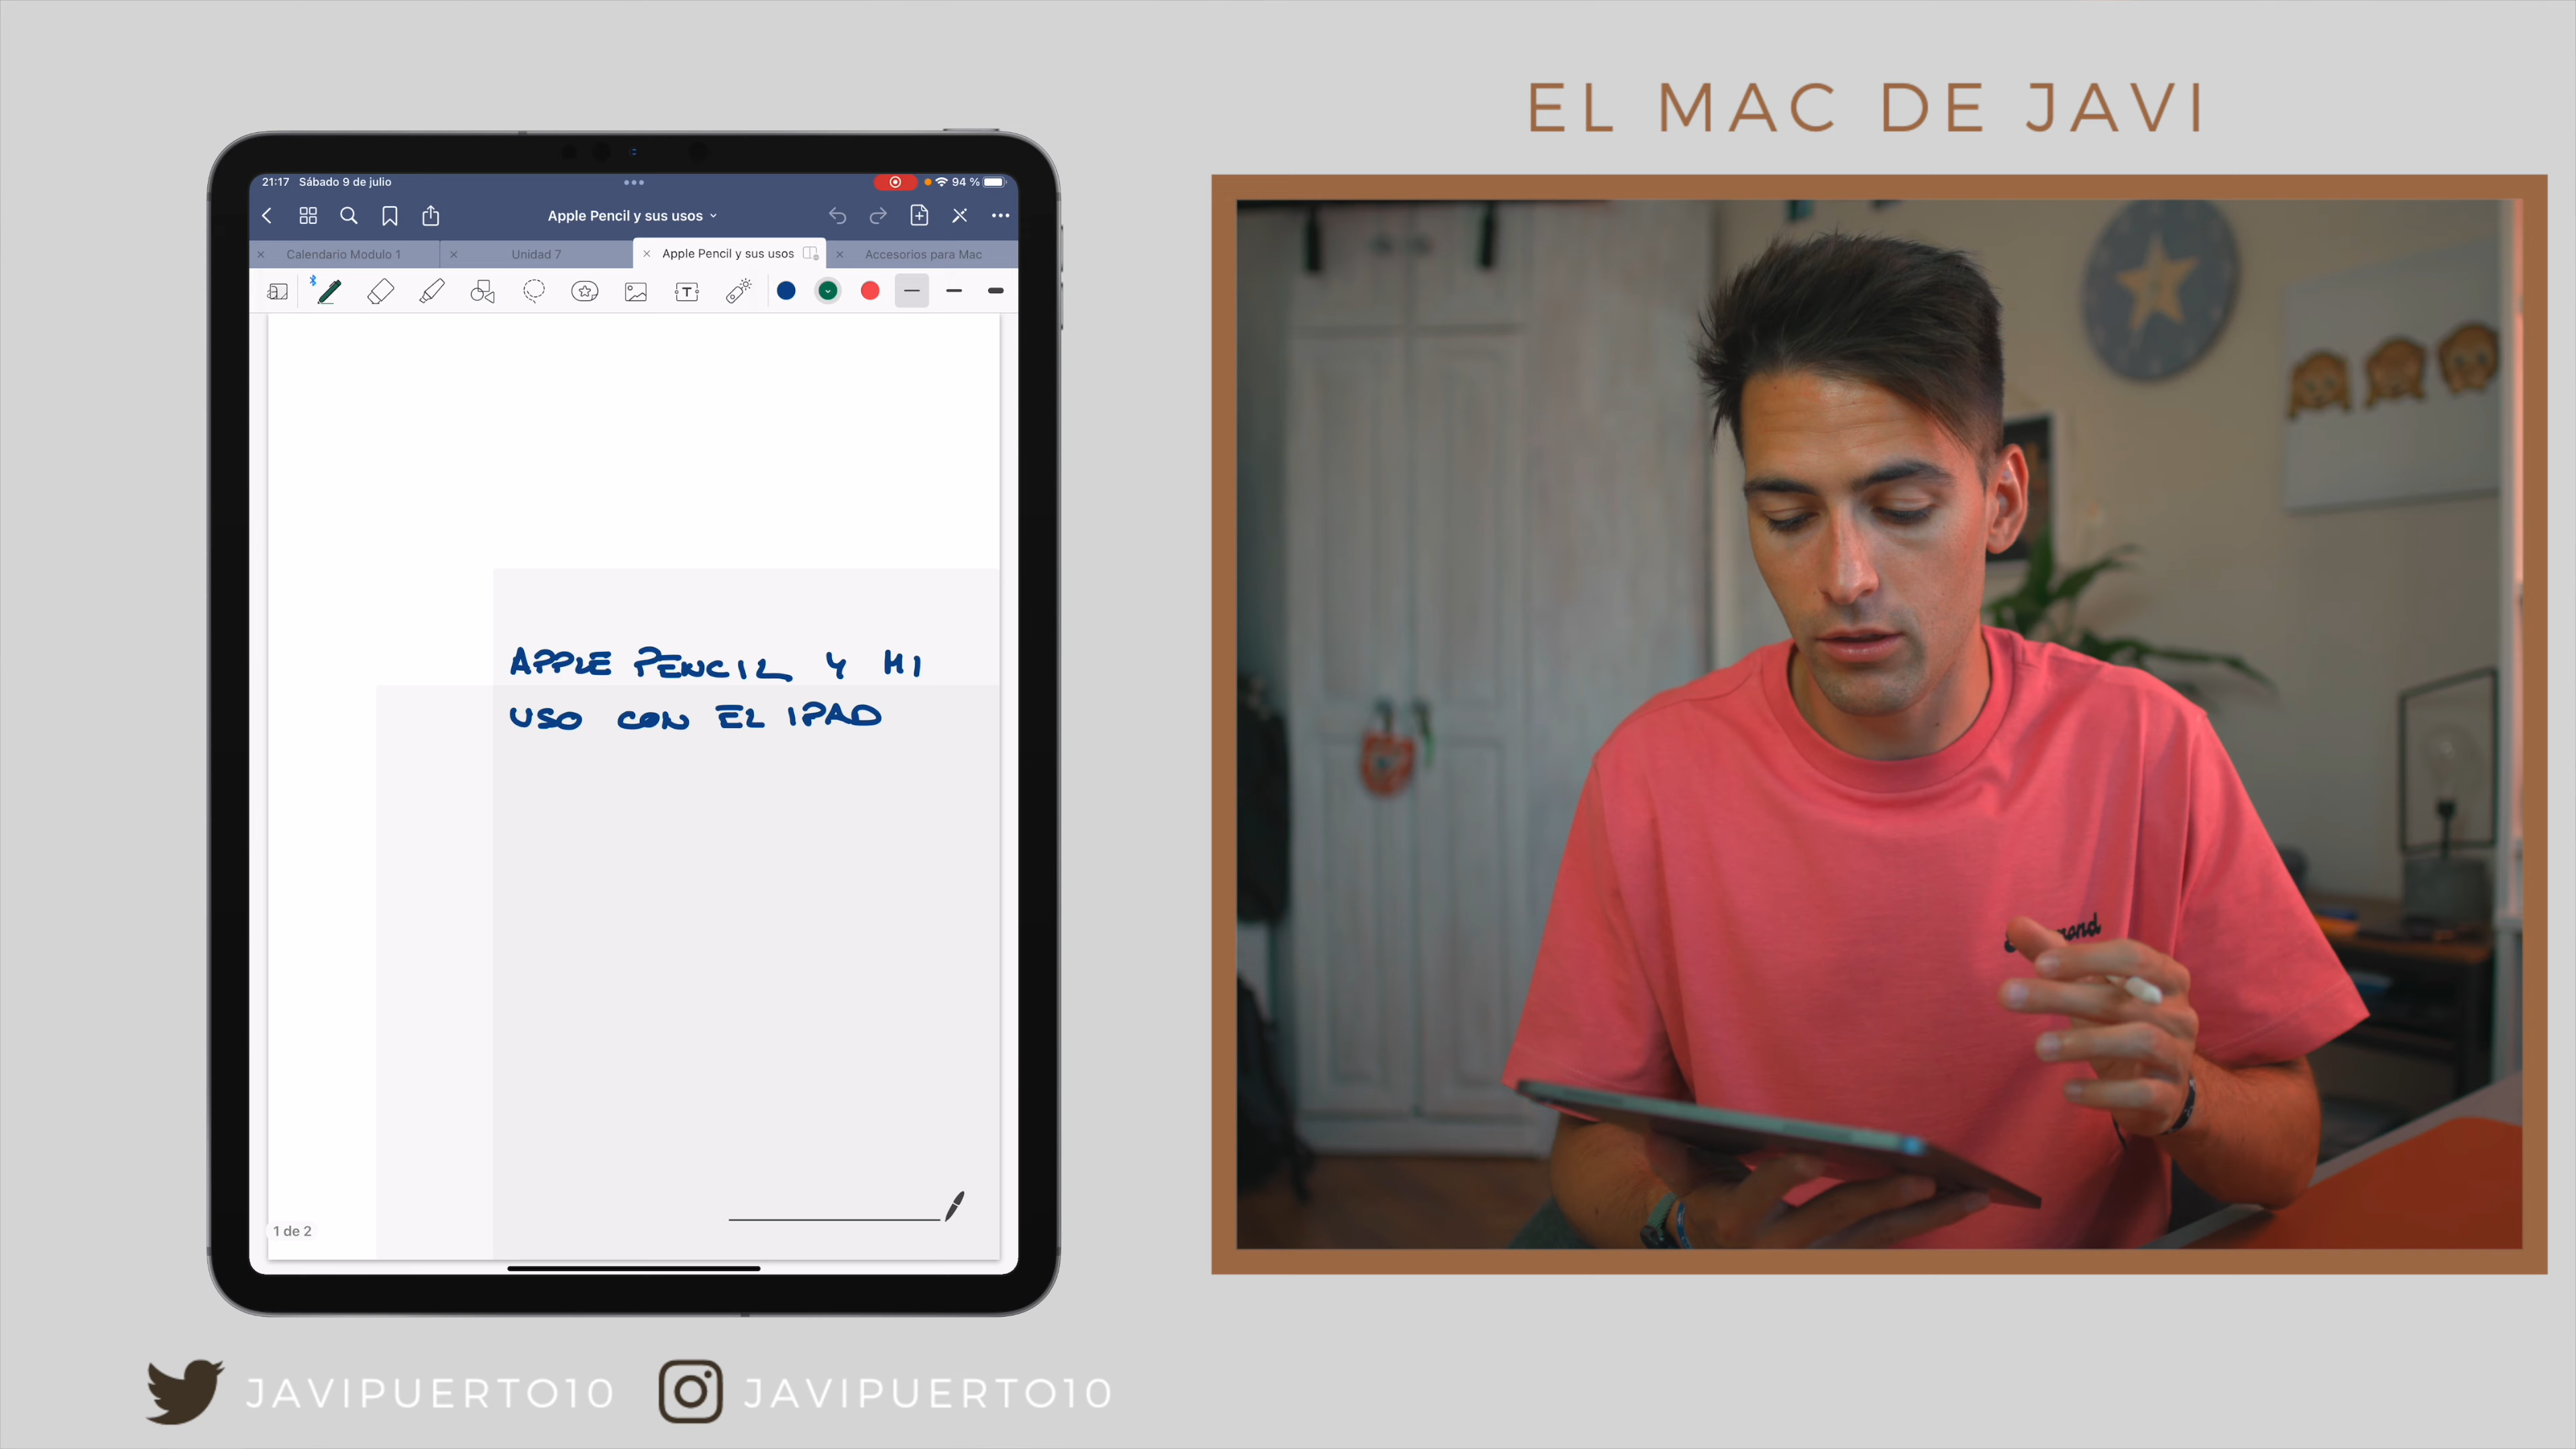 EL MAC DE JAVI
21:17 Sábado 9 de julio
94 %
Apple Pencil y sus usos
Calendario Modulo 1
Unidad 7
Apple Pencil y sus usos
Accesorios para Mac
T
APPLE PENCIL Y MI
USO CON EL IPAD
1 de 2
JAVIPUERTO10
JAVIPUERTO10